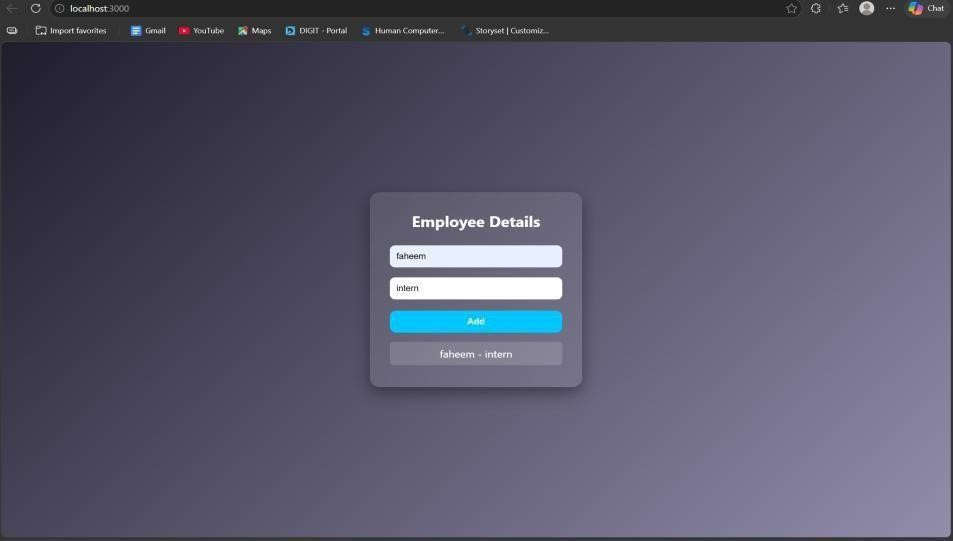 localhost:3000
Chat
Import favorites
Gmail
YouTube
Maps
DIGIT - Portal
Human Computer...
Storyset | Customiz...
Employee Details
faheem
intern
Add
faheem - intern